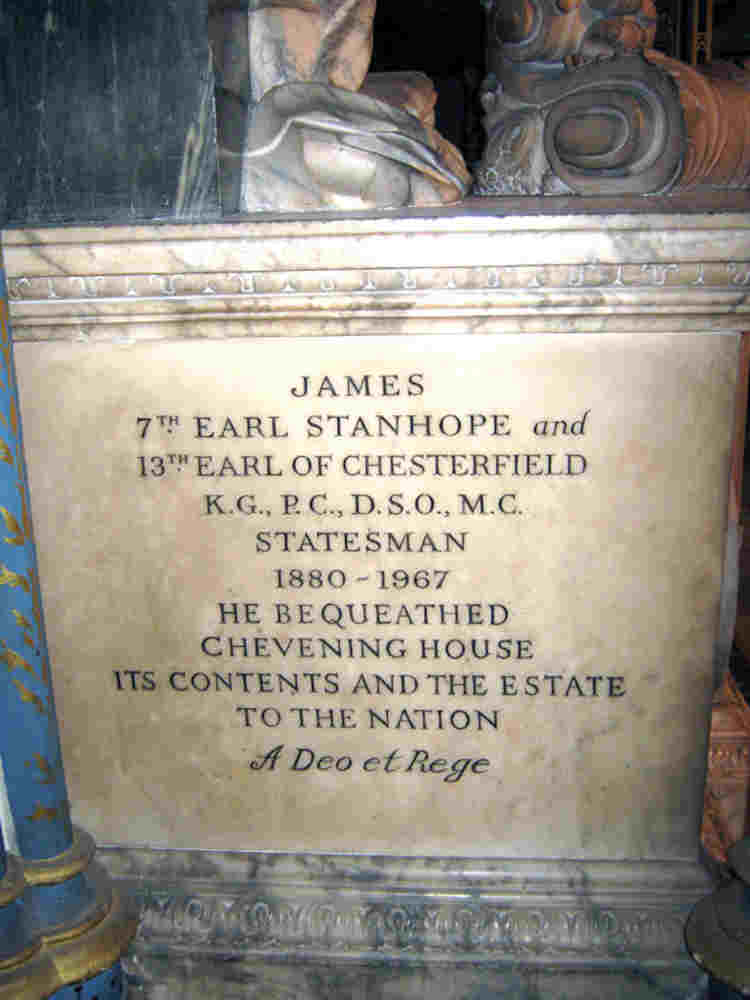 JAMES
7TH EARL STANHOPE and
13TH EARL OF CHESTERFIELD
K.G., P.C., D.S.O., M.C.
STATESMAN
1880-1967
HE BEQUEATHED
CHEVENING HOUSE
ITS CONTENTS AND THE ESTATE
TO THE NATION
A Deo et Rege